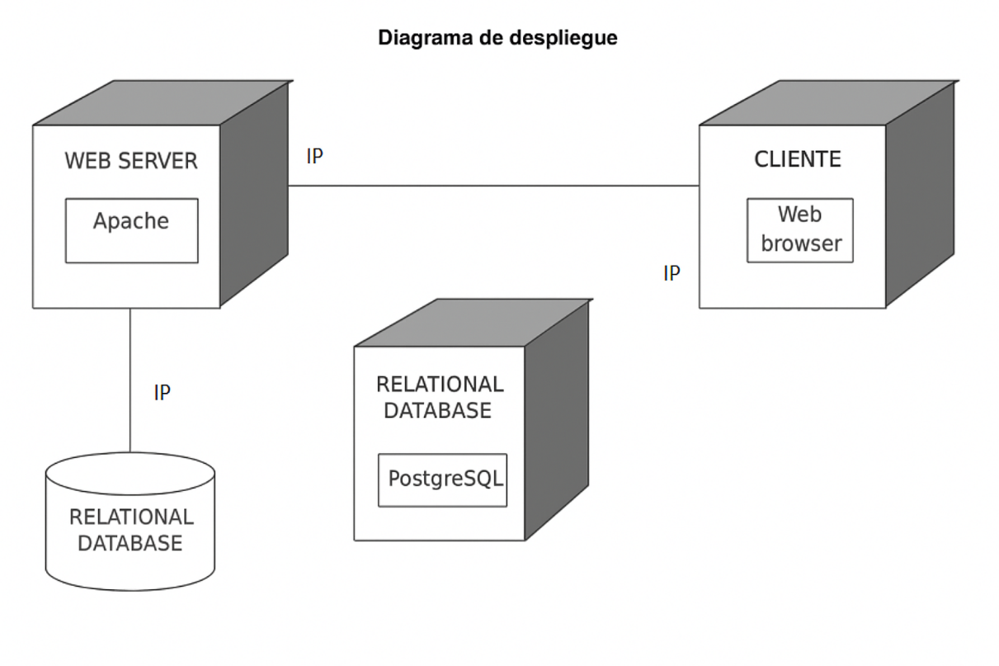 Diagrama de despliegue
WEB SERVER
Apache
IP
CLIENTE
Web
browser
IP
IP
RELATIONAL
DATABASE
PostgreSQL
RELATIONAL
DATABASE